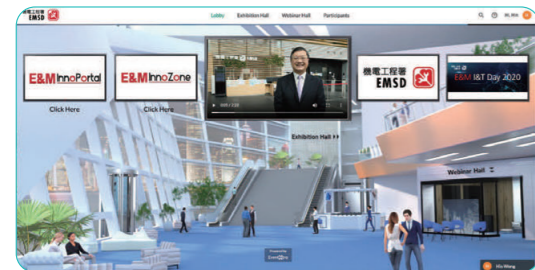 機電工程署
EMSD
Lobby
Exhibition Hall
Webinar Hall
Participants
E&M InnoPortal
E&M InnoZone
機電工程署
EMSD
E&M I&T Day 2020
Click Here
Click Here
Exhibition Hall
Webinar Hall